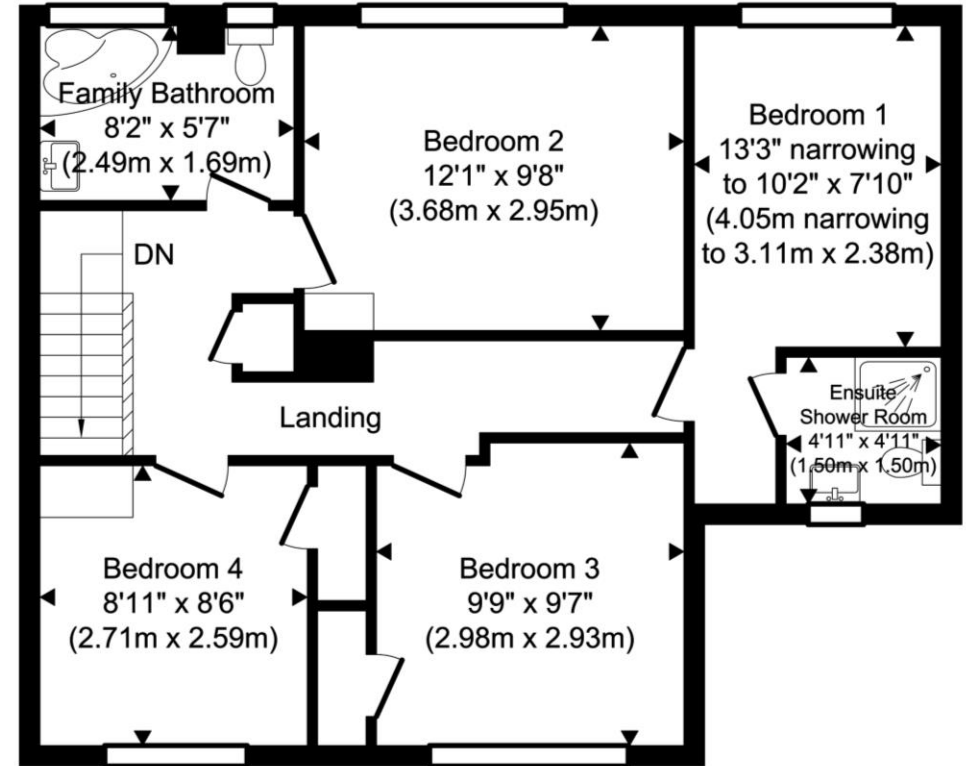 Family Bathroom
8'2" x 5'7"
(2.49m x 1.69m)
Bedroom 2
12'1" x 9'8"
(3.68m x 2.95m)
Bedroom 1
13'3" narrowing
to 10'2" x 7'10"
(4.05m narrowing
to 3.11m x 2.38m)
DN
Landing
Ensuite
Shower Room
4'11" x 4'11"
(1.50m x 1.50m)
Bedroom 4
8'11" x 8'6"
(2.71m x 2.59m)
Bedroom 3
9'9" x 9'7"
(2.98m x 2.93m)